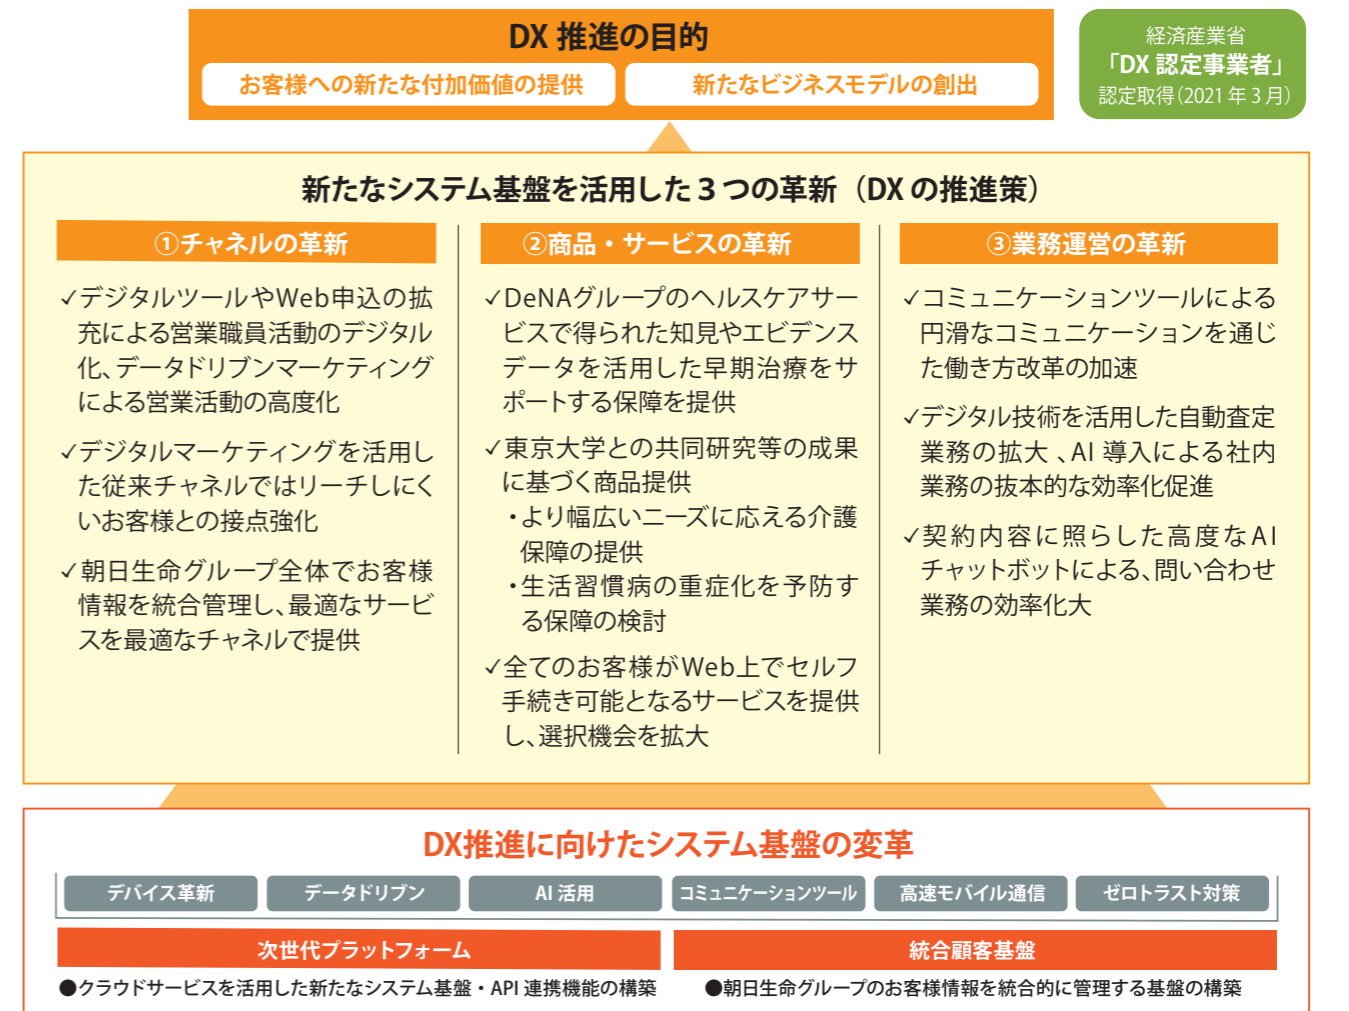 DX 推進の目的
お客様への新たな付加価値の提供
新たなビジネスモデルの創出
経済産業省
「DX 認定事業者」
認定取得（2021 年 3 月）
新たなシステム基盤を活用した３つの革新（DX の推進策）
①チャネルの革新
✓デジタルツールやWeb申込の拡
充による営業職員活動のデジタル
化、データドリブンマーケティング
による営業活動の高度化
✓デジタルマーケティングを活用し
た従来チャネルではリーチしにく
いお客様との接点強化
✓朝日生命グループ全体でお客様
情報を統合管理し、最適なサービ
スを最適なチャネルで提供
②商品・サービスの革新
✓DeNAグループのヘルスケアサー
ビスで得られた知見やエビデンス
データを活用した早期治療をサ
ポートする保障を提供
✓東京大学との共同研究等の成果
に基づく商品提供
・より幅広いニーズに応える介護
保障の提供
・生活習慣病の重症化を予防す
る保障の検討
✓全てのお客様がWeb上でセルフ
手続き可能となるサービスを提供
し、選択機会を拡大
③業務運営の革新
✓コミュニケーションツールによる
円滑なコミュニケーションを通じ
た働き方改革の加速
✓デジタル技術を活用した自動査定
業務の拡大 、AI 導入による社内
業務の抜本的な効率化促進
✓契約内容に照らした高度なAI
チャットボットによる、問い合わせ
業務の効率化大
DX推進に向けたシステム基盤の変革
デバイス革新
データドリブン
AI 活用
コミュニケーションツール
高速モバイル通信
ゼロトラスト対策
次世代プラットフォーム
●クラウドサービスを活用した新たなシステム基盤・API 連携機能の構築
統合顧客基盤
●朝日生命グループのお客様情報を統合的に管理する基盤の構築